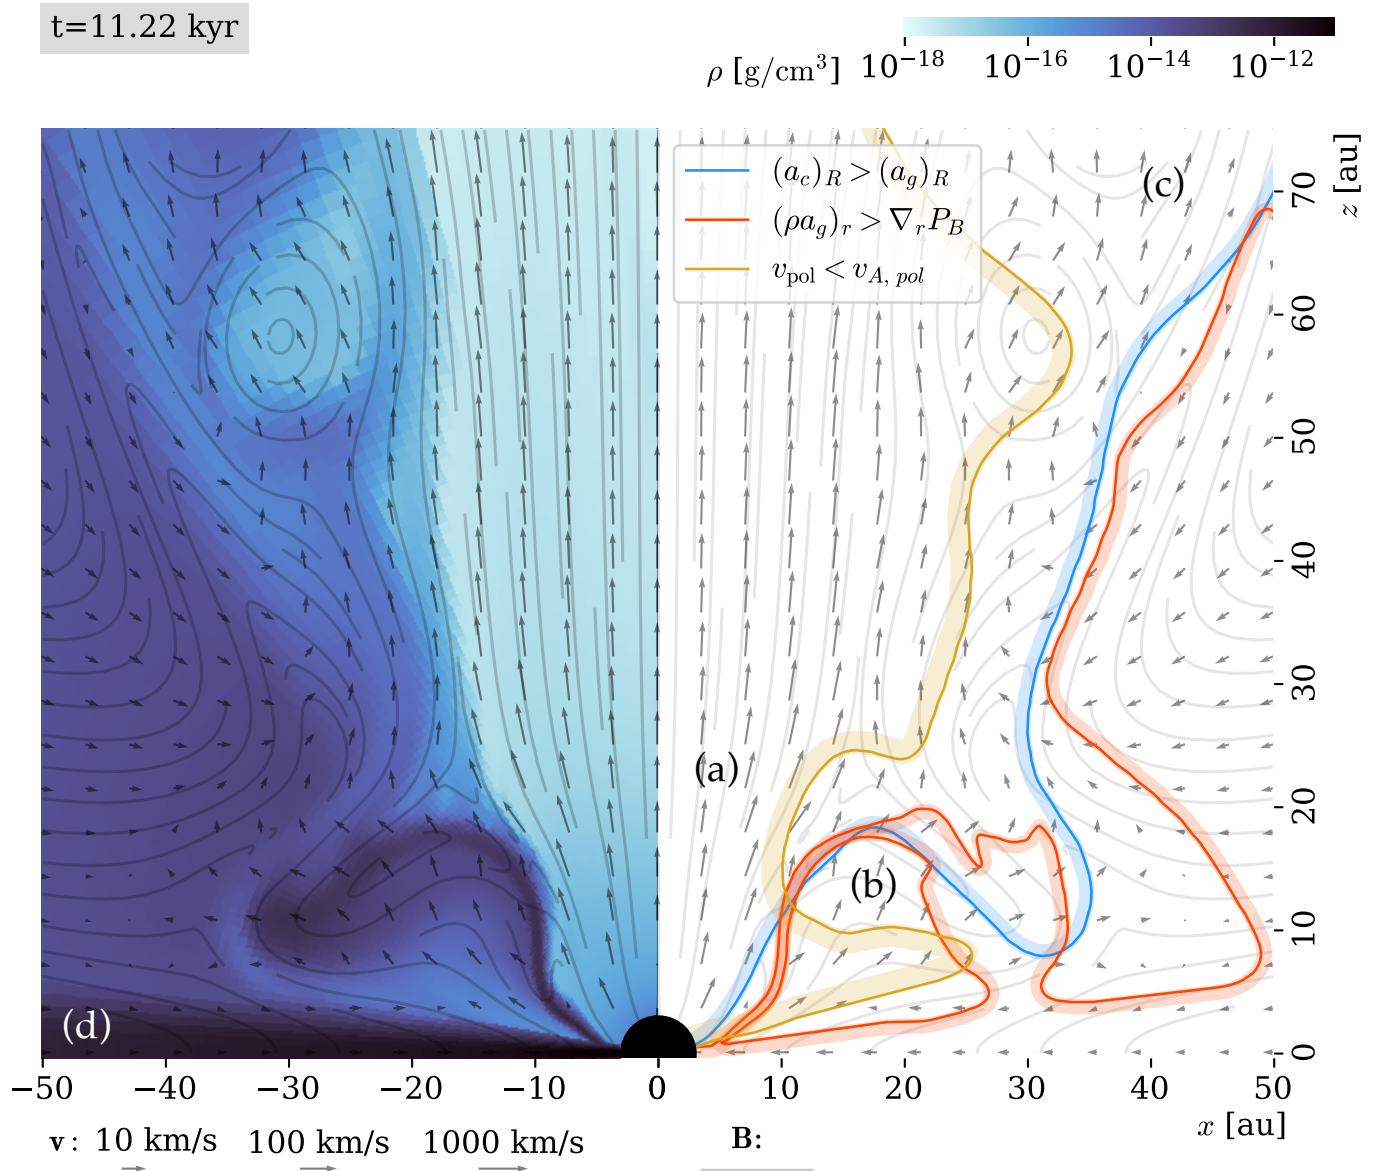 t=11.22 kyr
ρ [g/cm³] 10⁻¹⁸ 10⁻¹⁶ 10⁻¹⁴ 10⁻¹²
(a_c)_R > (a_g)_R
(ρa_g)_r > ∇_r P_B
v_pol < v_{A, pol}
(a)
(b)
(c)
(d)
z [au]
70
60
50
40
30
20
10
0
−50 −40 −30 −20 −10 0 10 20 30 40 50
x [au]
v: 10 km/s 100 km/s 1000 km/s B: